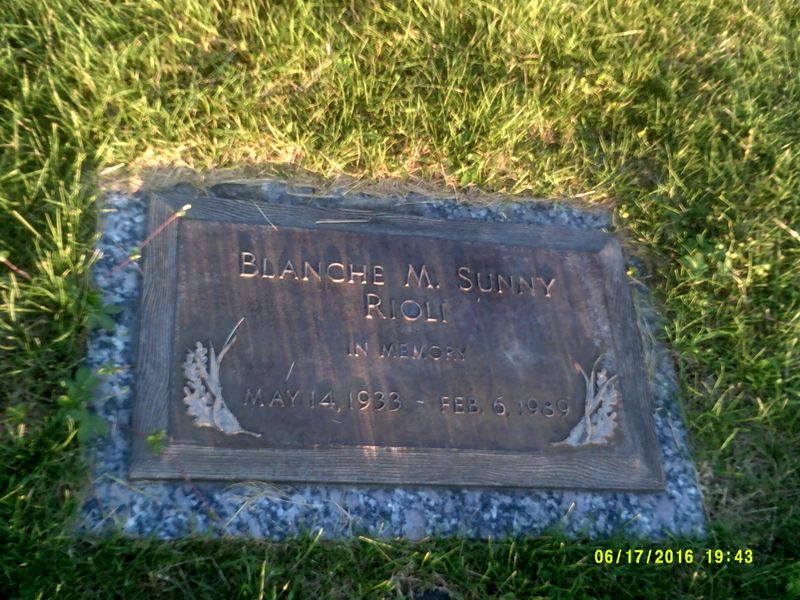 BLANCHE M. SUNNY
RIOLI
IN MEMORY
MAY 14, 1933 - FEB. 6, 1989
06/17/2016 19:43